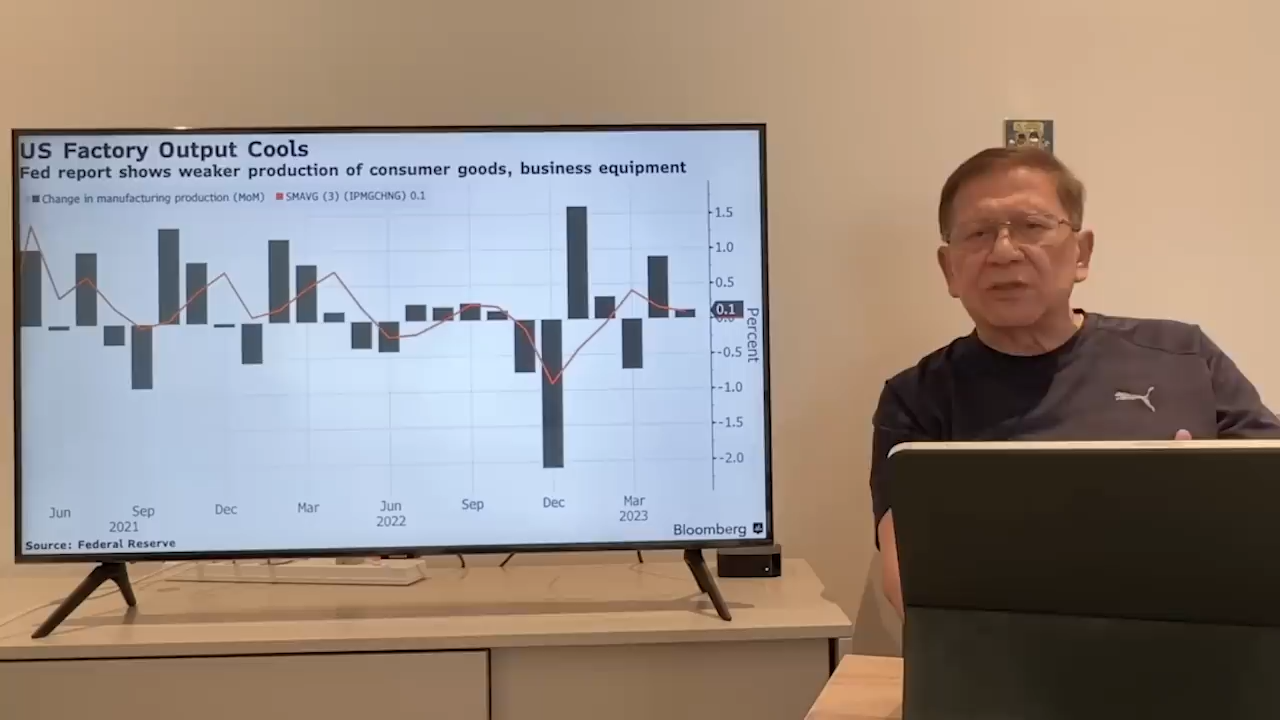 US Factory Output Cools
Fed report shows weaker production of consumer goods, business equipment
Change in manufacturing production (MoM) SMAVG (3) (IPMGCHNG) 0.1
1.5
1.0
0.5
0.1
-0.5
-1.0
-1.5
-2.0
Percent
Jun Sep Dec Mar Jun Sep Dec Mar
2021 2022 2023
Bloomberg
Source: Federal Reserve